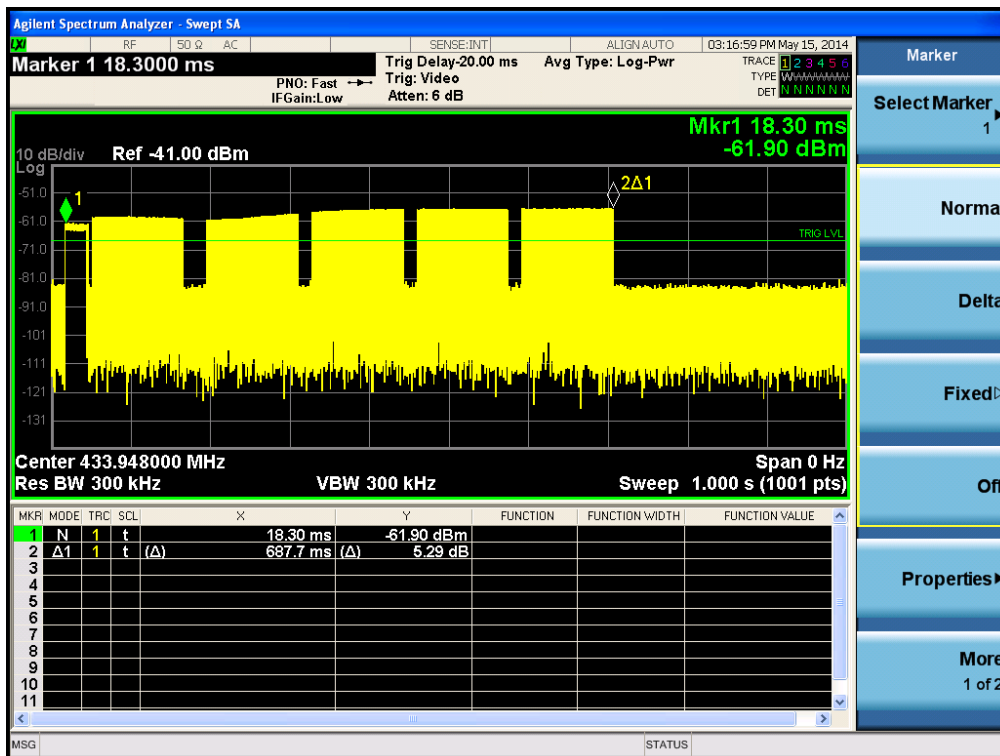 Agilent Spectrum Analyzer - Swept SA
LXI RF 50 Ω AC SENSE:INT ALIGN AUTO 03:16:59 PM May 15, 2014
Marker 1 18.3000 ms
PNO: Fast
IFGain:Low
Trig Delay-20.00 ms
Trig: Video
Atten: 6 dB
Avg Type: Log-Pwr
TRACE 1 2 3 4 5 6
TYPE
DET N N N N N N
Mkr1 18.30 ms
-61.90 dBm
10 dB/div Ref -41.00 dBm
Log
-51.0
-61.0
-71.0
-81.0
-91.0
-101
-111
-121
-131
1
2Δ1
TRIG LVL
Center 433.948000 MHz Span 0 Hz
Res BW 300 kHz VBW 300 kHz Sweep 1.000 s (1001 pts)
MKR MODE TRC SCL X Y FUNCTION FUNCTION WIDTH FUNCTION VALUE
1 N 1 t 18.30 ms -61.90 dBm
2 Δ1 1 t (Δ) 687.7 ms (Δ) 5.29 dB
3
4
5
6
7
8
9
10
11
MSG STATUS
Marker
Select Marker
1
Norma
Delta
Fixed
Off
Properties
More
1 of 2